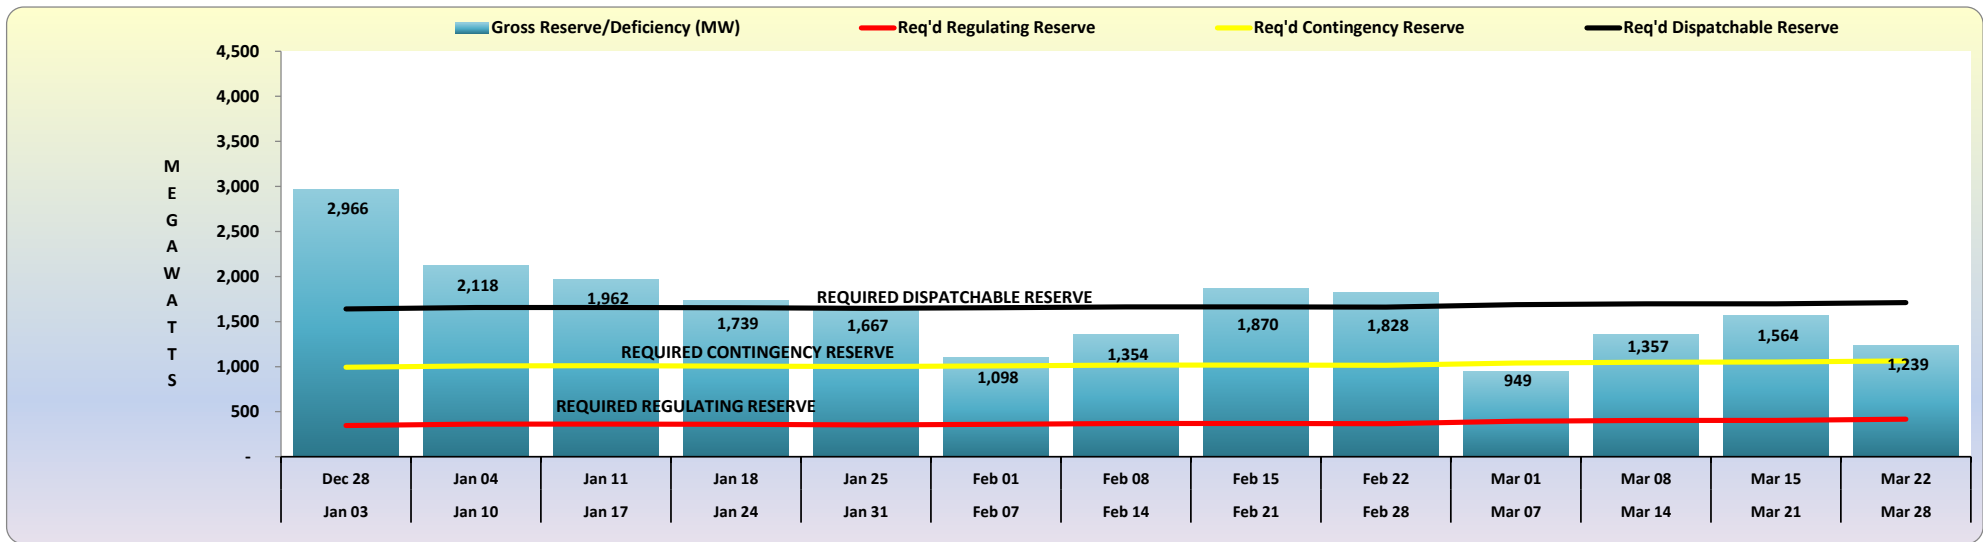 Gross Reserve/Deficiency (MW) Req'd Regulating Reserve Req'd Contingency Reserve Req'd Dispatchable Reserve
4,500
4,000
3,500
3,000
2,500
2,000
1,500
1,000
500
-
MEGAWATTS
2,966 2,118 1,962 1,739 1,667 1,098 1,354 1,870 1,828 949 1,357 1,564 1,239
REQUIRED DISPATCHABLE RESERVE
REQUIRED CONTINGENCY RESERVE
REQUIRED REGULATING RESERVE
Dec 28 Jan 04 Jan 11 Jan 18 Jan 25 Feb 01 Feb 08 Feb 15 Feb 22 Mar 01 Mar 08 Mar 15 Mar 22
Jan 03 Jan 10 Jan 17 Jan 24 Jan 31 Feb 07 Feb 14 Feb 21 Feb 28 Mar 07 Mar 14 Mar 21 Mar 28